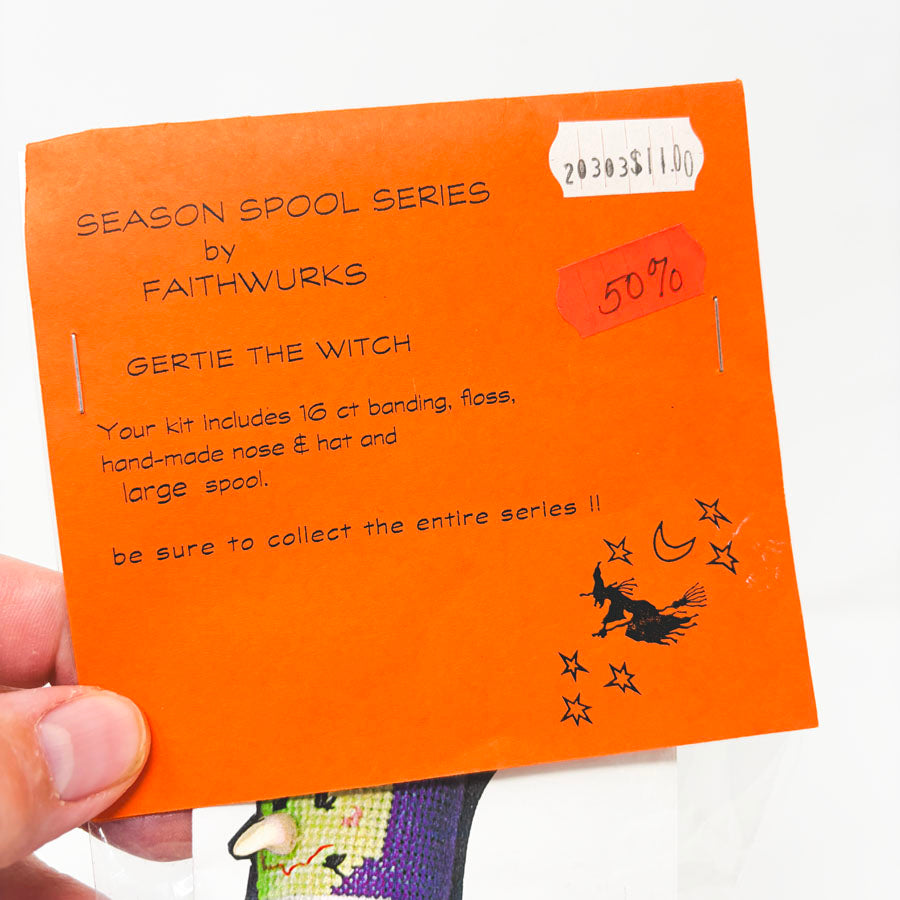 20303$11.00
50%
SEASON SPOOL SERIES
by
FAITHWURKS
GERTIE THE WITCH
Your kit includes 16 ct banding, floss,
hand-made nose & hat and
large spool.
be sure to collect the entire series !!